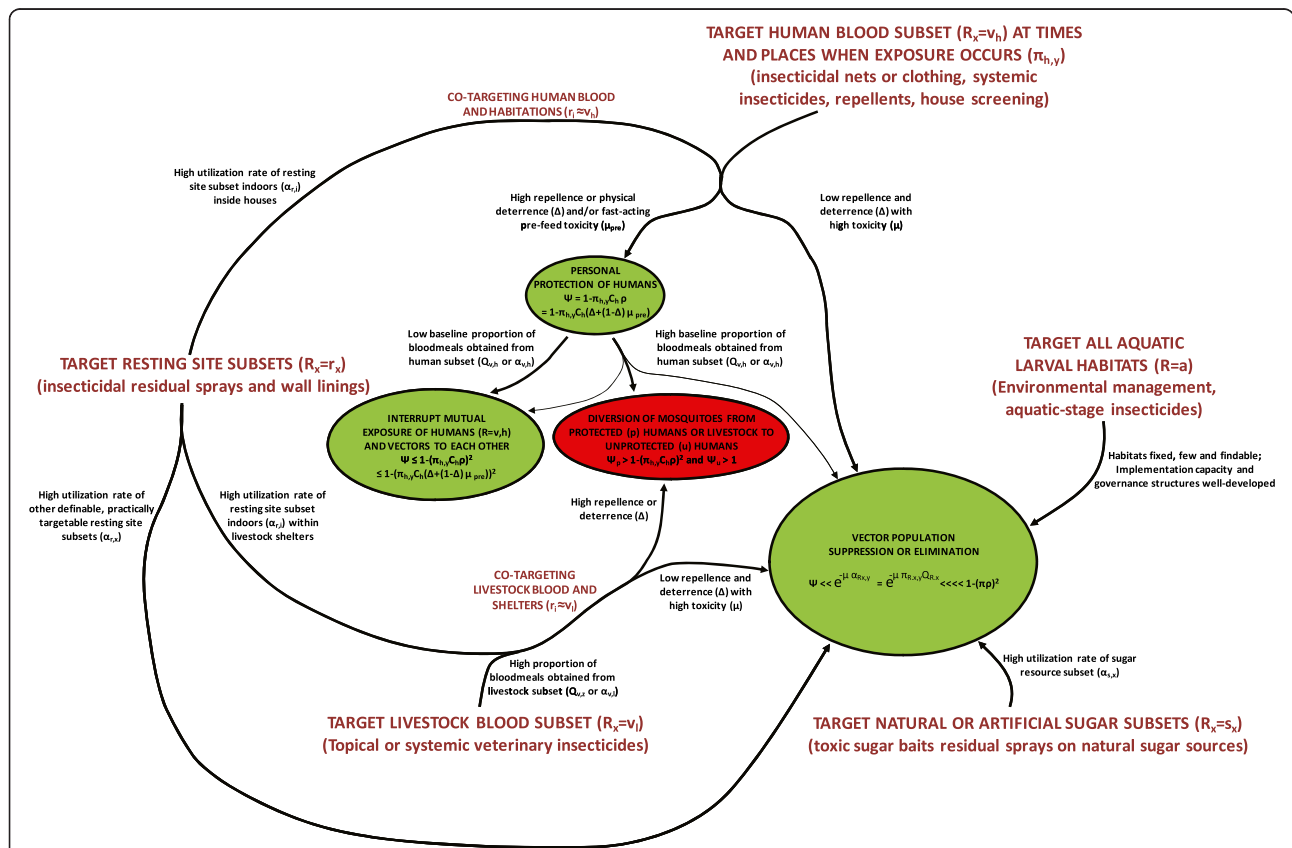 TARGET HUMAN BLOOD SUBSET (Rₓ=vₕ) AT TIMES
AND PLACES WHEN EXPOSURE OCCURS (πₕ,ᵧ)
(insecticidal nets or clothing, systemic
insecticides, repellents, house screening)
CO-TARGETING HUMAN BLOOD
AND HABITATIONS (rᵢ ≈vₕ)
High utilization rate of resting
site subset indoors (αᵣ,ᵢ)
inside houses
High repellence or physical
deterrence (Δ) and/or fast-acting
pre-feed toxicity (μpre)
Low repellence and
deterrence (Δ) with
high toxicity (μ)
PERSONAL
PROTECTION OF HUMANS
Ψ = 1-πh,yCh ρ
= 1-πh,yCh(Δ+(1-Δ) μ pre)
Low baseline proportion of
bloodmeals obtained from
human subset (Qv,h or αv,h)
High baseline proportion of
bloodmeals obtained from
human subset (Qv,h or αv,h)
TARGET RESTING SITE SUBSETS (Rₓ=rₓ)
(insecticidal residual sprays and wall linings)
TARGET ALL AQUATIC
LARVAL HABITATS (R=a)
(Environmental management,
aquatic-stage insecticides)
INTERRUPT MUTUAL
EXPOSURE OF HUMANS (R=v,h)
AND VECTORS TO EACH OTHER
Ψ ≤ 1-(πh,yChρ)²
≤ 1-(πh,yCh(Δ+(1-Δ) μ pre))²
DIVERSION OF MOSQUITOES FROM
PROTECTED (p) HUMANS OR LIVESTOCK TO
UNPROTECTED (u) HUMANS
Ψp > 1-(πh,yChρ)² and Ψu > 1
Habitats fixed, few and findable;
Implementation capacity and
governance structures well-developed
High utilization rate of
other definable, practically
targetable resting site
subsets (αr,x)
High utilization rate of
resting site subset
indoors (αr,i) within
livestock shelters
High repellence or
deterrence (Δ)
VECTOR POPULATION
SUPPRESSION OR ELIMINATION
Ψ << e^-μ αRx,y = e^-μ πR,x,yQR,x <<<< 1-(πρ)²
CO-TARGETING
LIVESTOCK BLOOD AND
SHELTERS (ri ≈vl)
Low repellence and
deterrence (Δ) with
high toxicity (μ)
High proportion of
bloodmeals obtained from
livestock subset (Qv,z or αv,l)
High utilization rate of sugar
resource subset (αs,x)
TARGET LIVESTOCK BLOOD SUBSET (Rₓ=vl)
(Topical or systemic veterinary insecticides)
TARGET NATURAL OR ARTIFICIAL SUGAR SUBSETS (Rₓ=sₓ)
(toxic sugar baits residual sprays on natural sugar sources)